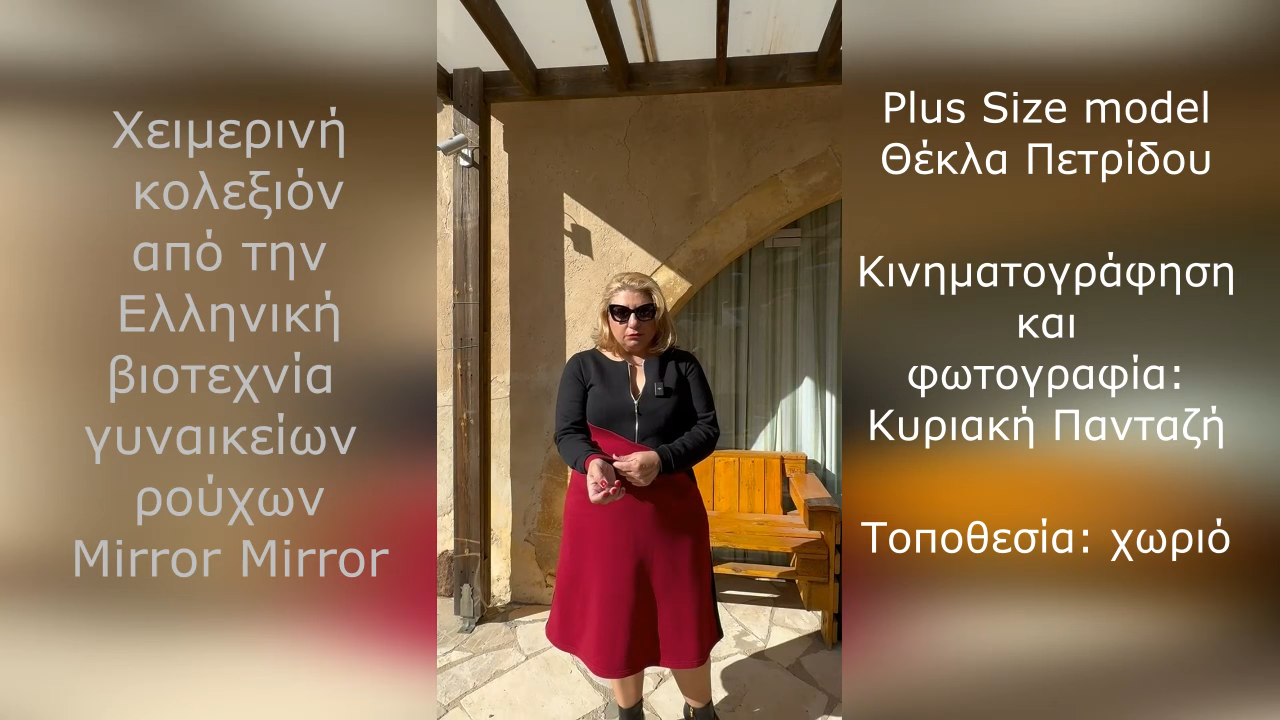 Χειμερινή
κολεξιόν
από την
Ελληνική
βιοτεχνία
γυναικείων
ρούχων
Mirror Mirror
Plus Size model
Θέκλα Πετρίδου
Κινηματογράφηση
και
φωτογραφία:
Κυριακή Πανταζή
Τοποθεσία: χωριό